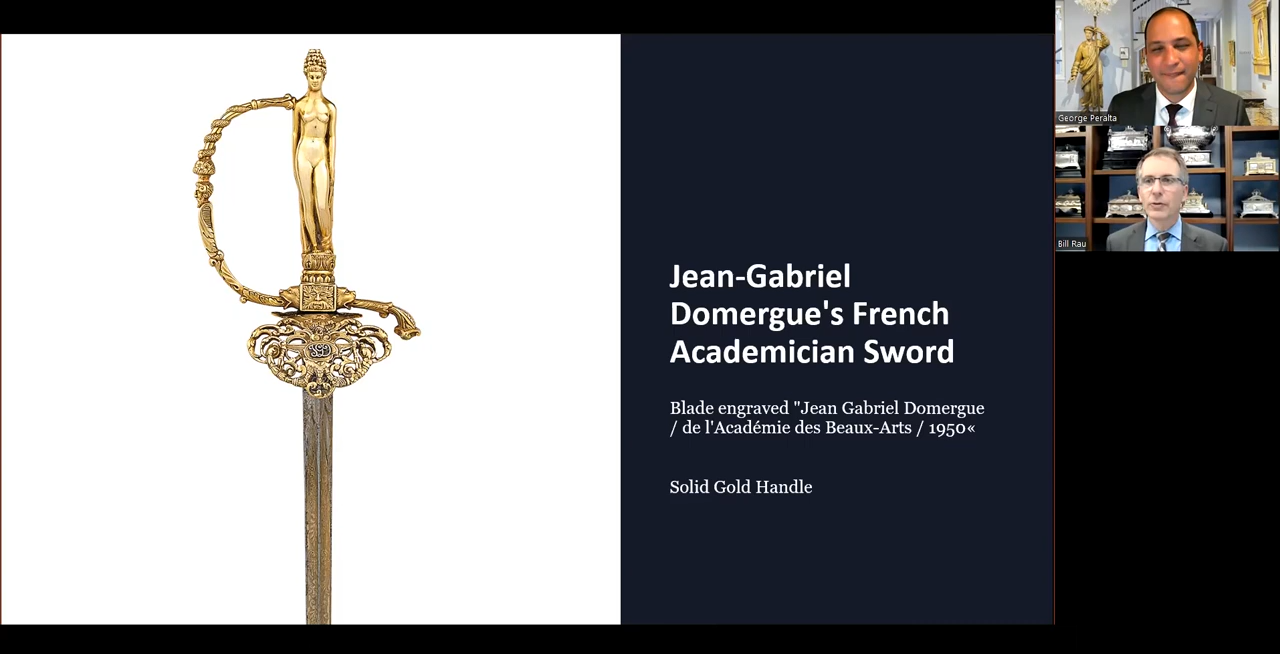 Jean-Gabriel
Domergue's French
Academician Sword
Blade engraved "Jean Gabriel Domergue
/ de l'Académie des Beaux-Arts / 1950«
Solid Gold Handle
George Peralta
Bill Rau